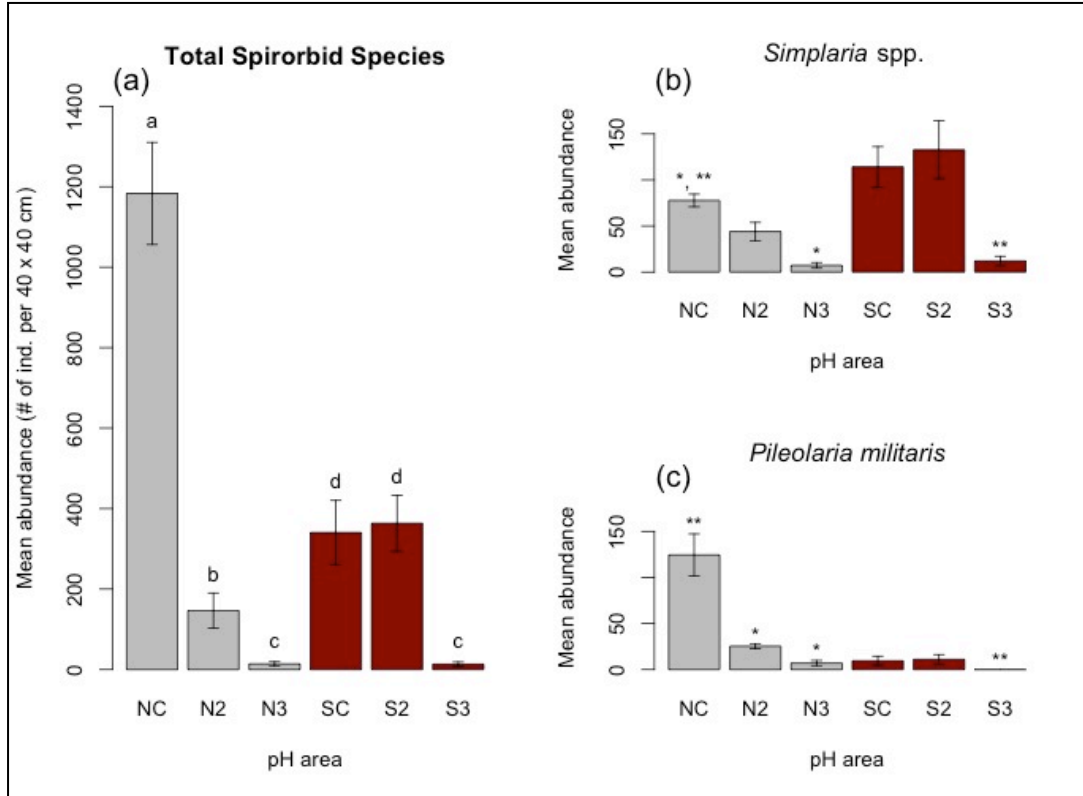 Total Spirorbid Species
(a)
Mean abundance (# of ind. per 40 x 40 cm)
1400
1200
1000
800
600
400
200
0
a
b
c
d
d
c
NC N2 N3 SC S2 S3
pH area
Simplaria spp.
(b)
Mean abundance
150
50
0
*, **
*
**
NC N2 N3 SC S2 S3
pH area
Pileolaria militaris
(c)
Mean abundance
150
50
0
**
*
*
**
NC N2 N3 SC S2 S3
pH area